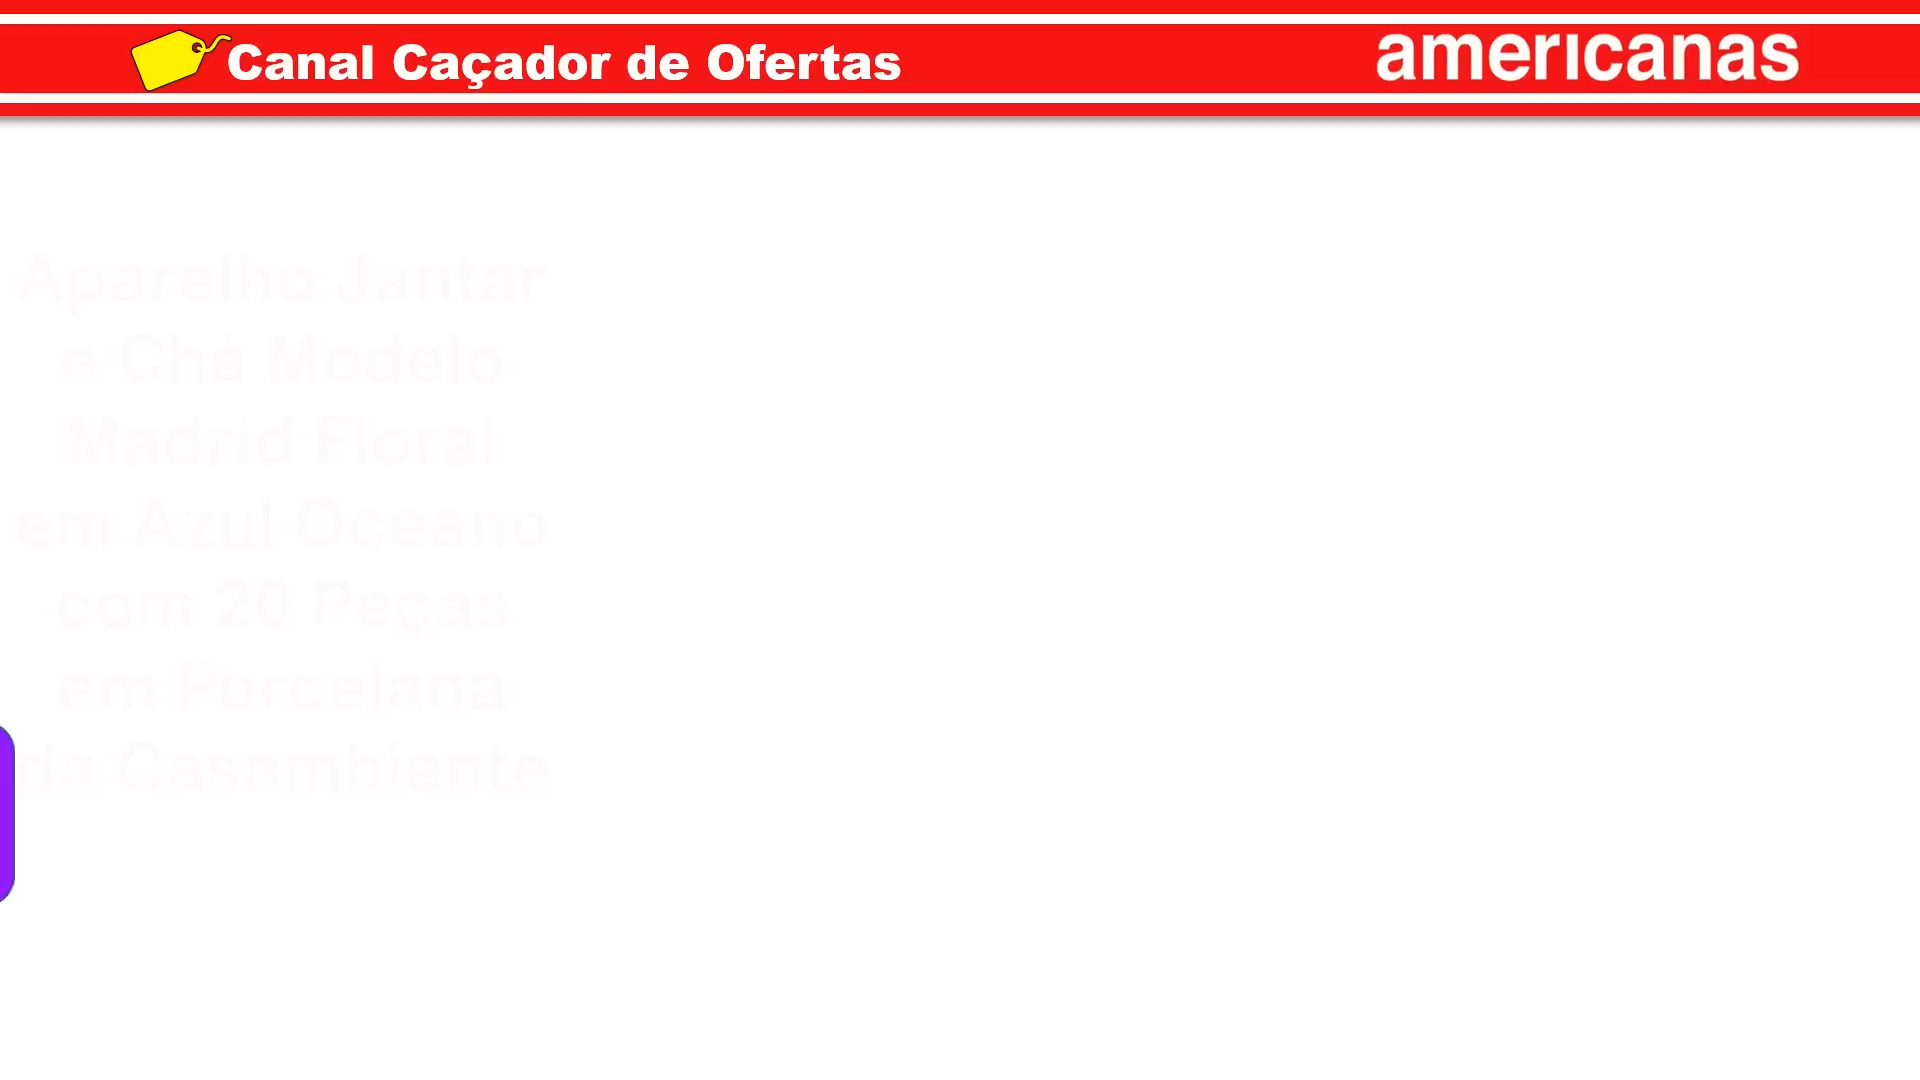 Canal Caçador de Ofertas
americanas
Aparelho Jantar
e Chá Modelo
Madrid Floral
em Azul Oceano
com 20 Peças
em Porcelana
da Casambiente